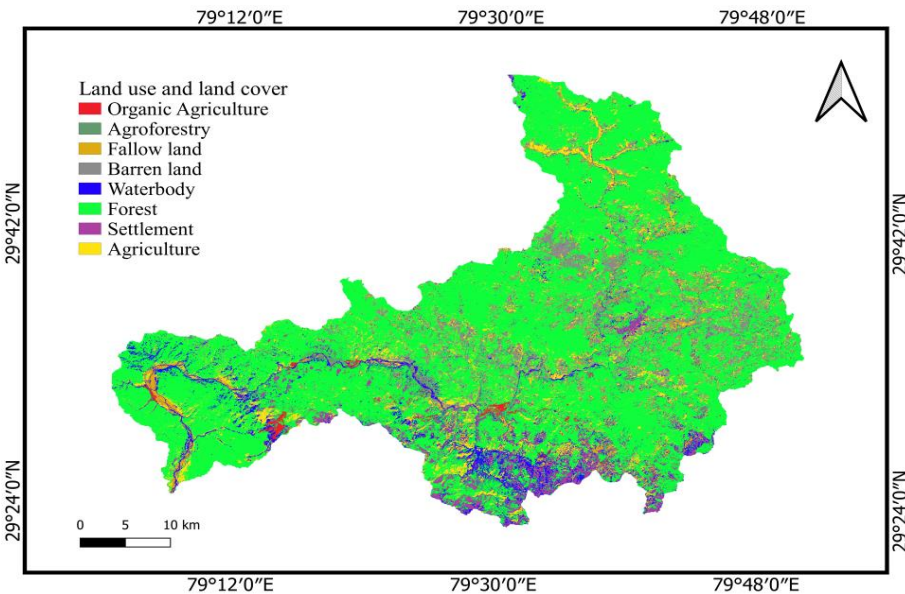 79°12′0″E 79°30′0″E 79°48′0″E
Land use and land cover
Organic Agriculture
Agroforestry
Fallow land
Barren land
Waterbody
Forest
Settlement
Agriculture
29°42′0″N 29°42′0″N
29°24′0″N 29°24′0″N
0 5 10 km
79°12′0″E 79°30′0″E 79°48′0″E